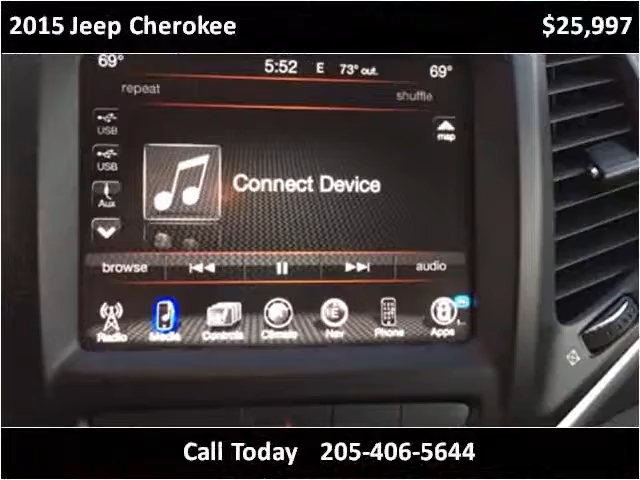 2015 Jeep Cherokee $25,997
69° 5:52 E 73° out. 69°
repeat shuffle
USB
map
USB
Connect Device
Aux
browse audio
Radio Media Controls Climate Nav Phone Apps
Call Today 205-406-5644